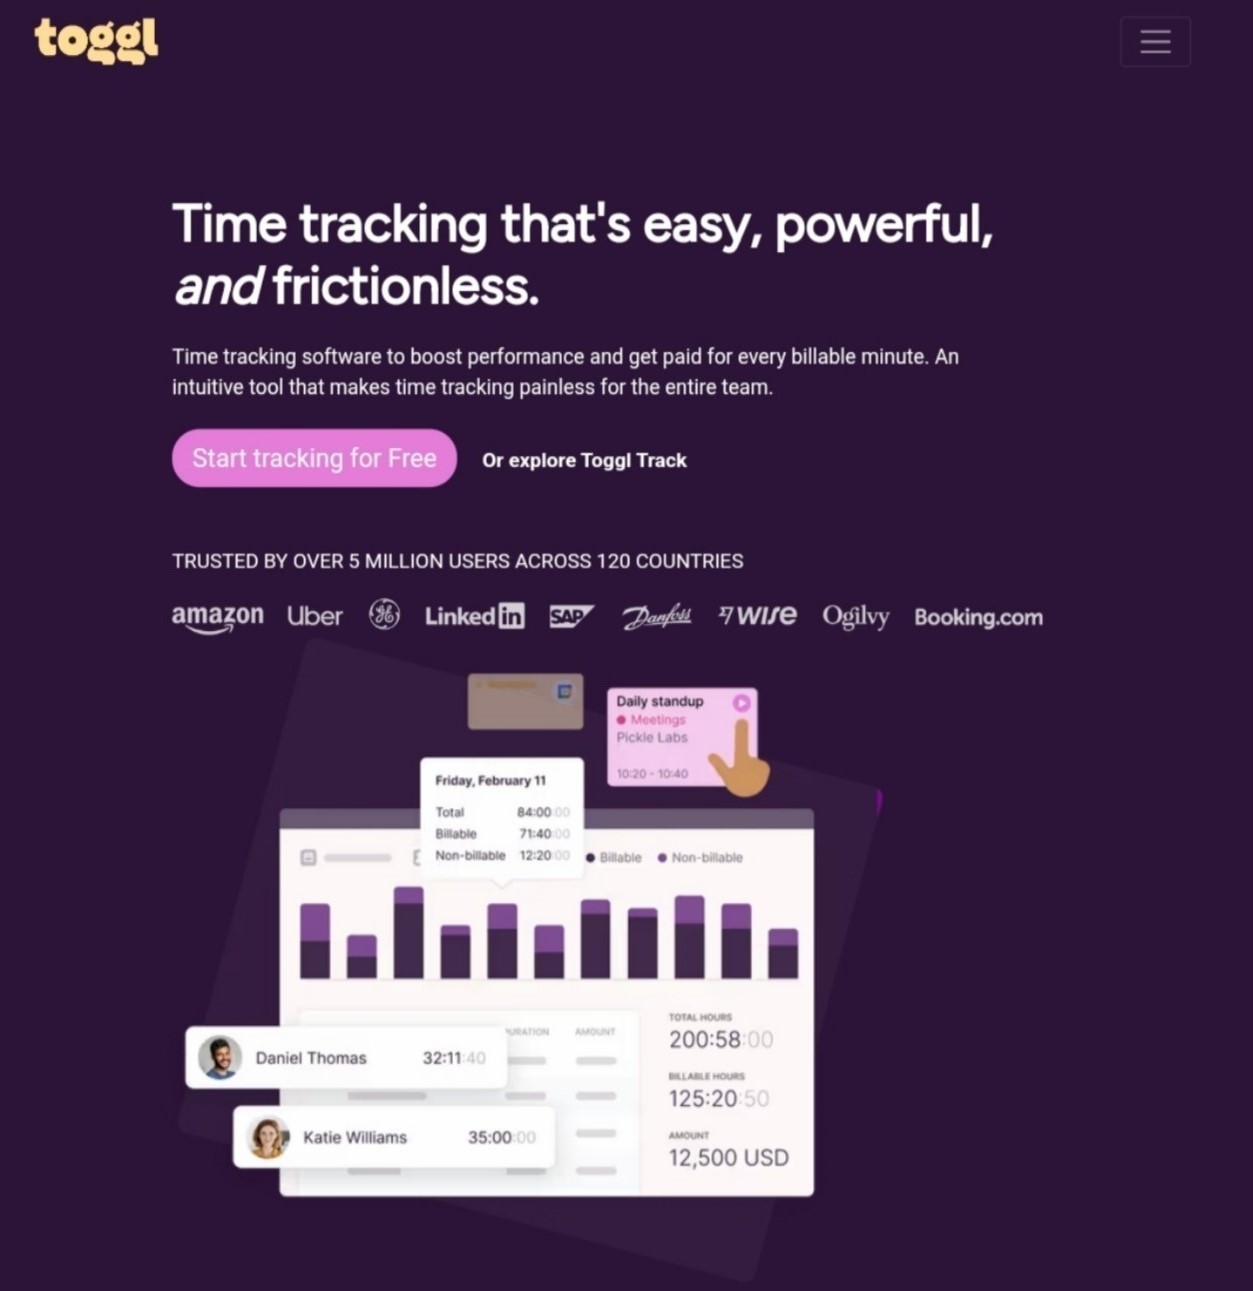 toggl
Time tracking that's easy, powerful,
and frictionless.
Time tracking software to boost performance and get paid for every billable minute. An
intuitive tool that makes time tracking painless for the entire team.
Start tracking for Free
Or explore Toggl Track
TRUSTED BY OVER 5 MILLION USERS ACROSS 120 COUNTRIES
amazon Uber GE LinkedIn SAP Danfoss WISE Ogilvy Booking.com
Daily standup
Meetings
Pickle Labs
10:20 - 10:40
Friday, February 11
Total 84:00:00
Billable 71:40:00
Non-billable 12:20:00
Billable Non-billable
DURATION AMOUNT
Daniel Thomas 32:11:40
Katie Williams 35:00:00
TOTAL HOURS
200:58:00
BILLABLE HOURS
125:20:50
AMOUNT
12,500 USD